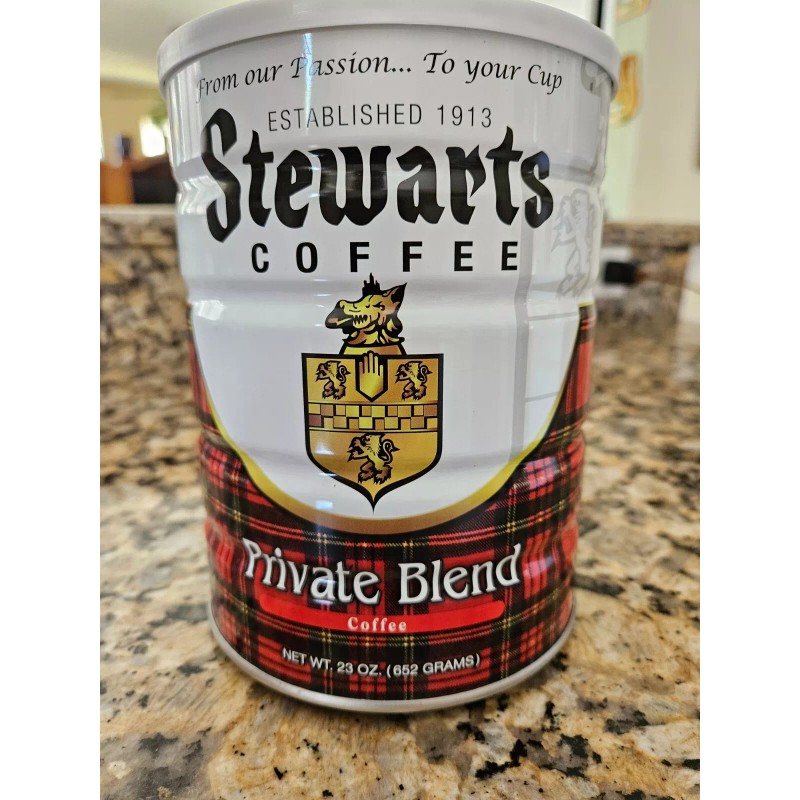 From our Passion... To your Cup
ESTABLISHED 1913
Stewarts
COFFEE
Private Blend
Coffee
NET WT. 23 OZ. (652 GRAMS)